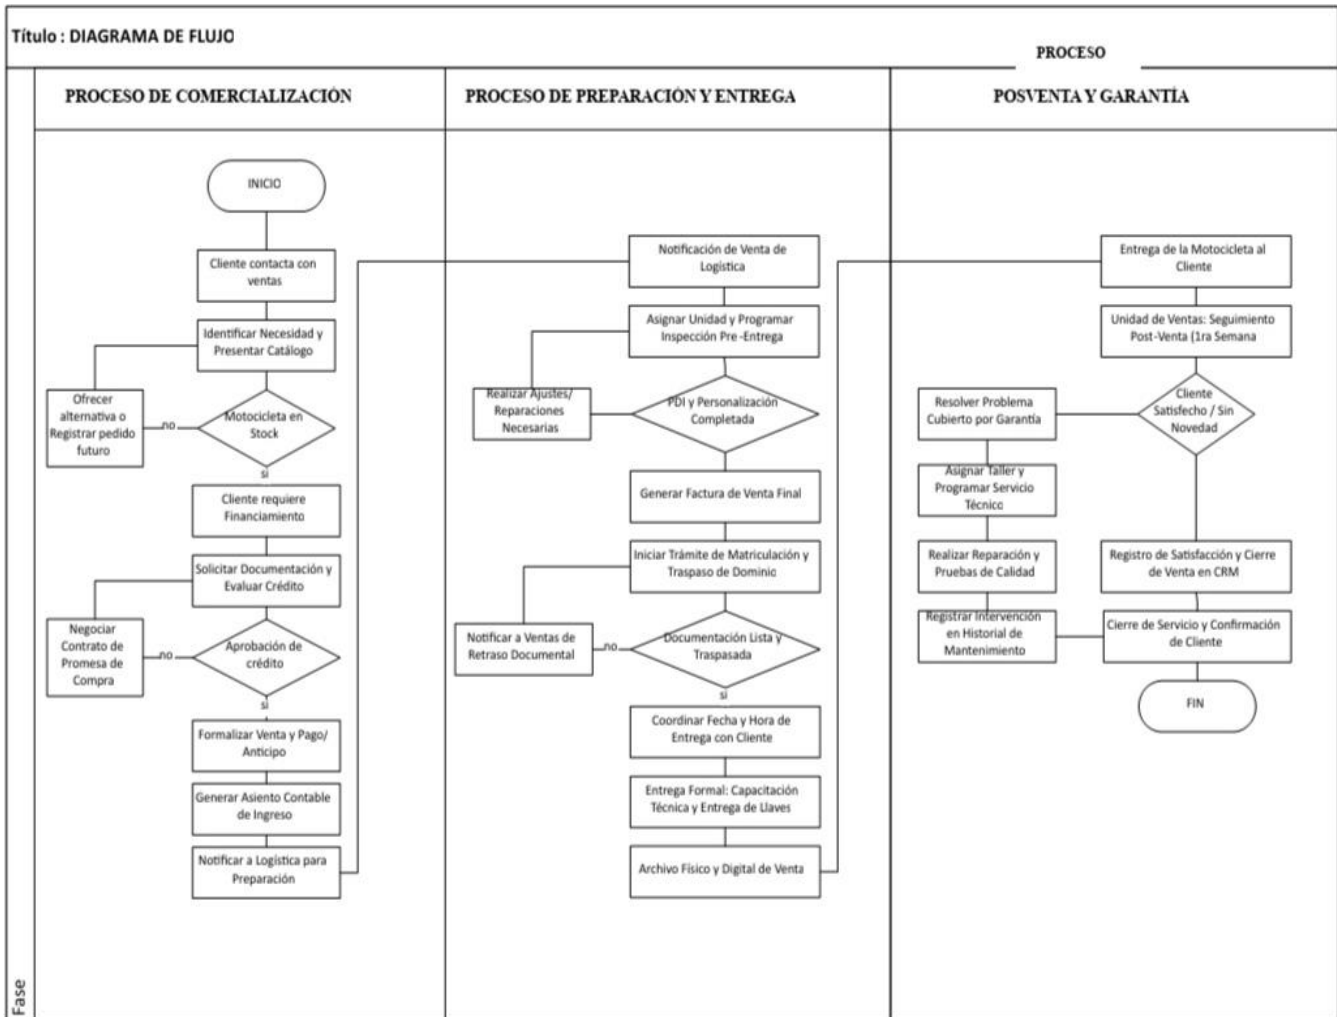 Título : DIAGRAMA DE FLUJO
PROCESO
PROCESO DE COMERCIALIZACIÓN
PROCESO DE PREPARACIÓN Y ENTREGA
POSVENTA Y GARANTÍA
Fase
INICIO
Cliente contacta con
ventas
Identificar Necesidad y
Presentar Catálogo
Ofrecer
alternativa o
Registrar pedido
futuro
no
Motocicleta en
Stock
si
Cliente requiere
Financiamiento
Solicitar Documentación y
Evaluar Crédito
Negociar
Contrato de
Promesa de
Compra
no
Aprobación de
crédito
si
Formalizar Venta y Pago/
Anticipo
Generar Asiento Contable
de Ingreso
Notificar a Logística para
Preparación
Notificación de Venta de
Logística
Asignar Unidad y Programar
Inspección Pre -Entrega
Realizar Ajustes/
Reparaciones
Necesarias
PDI y Personalización
Completada
Generar Factura de Venta Final
Iniciar Trámite de Matriculación y
Traspaso de Dominio
Notificar a Ventas de
Retraso Documental
no
Documentación Lista y
Traspasada
si
Coordinar Fecha y Hora de
Entrega con Cliente
Entrega Formal: Capacitación
Técnica y Entrega de Llaves
Archivo Físico y Digital de Venta
Entrega de la Motocicleta al
Cliente
Unidad de Ventas: Seguimiento
Post-Venta (1ra Semana
Cliente
Satisfecho / Sin
Novedad
Resolver Problema
Cubierto por Garantía
Asignar Taller y
Programar Servicio
Técnico
Realizar Reparación y
Pruebas de Calidad
Registrar Intervención
en Historial de
Mantenimiento
Registro de Satisfacción y Cierre
de Venta en CRM
Cierre de Servicio y Confirmación
de Cliente
FIN